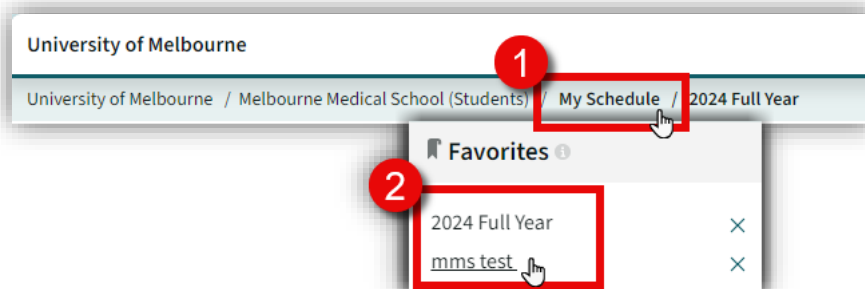 University of Melbourne
1
University of Melbourne / Melbourne Medical School (Students) / My Schedule / 2024 Full Year
Favorites
2
2024 Full Year
mms test